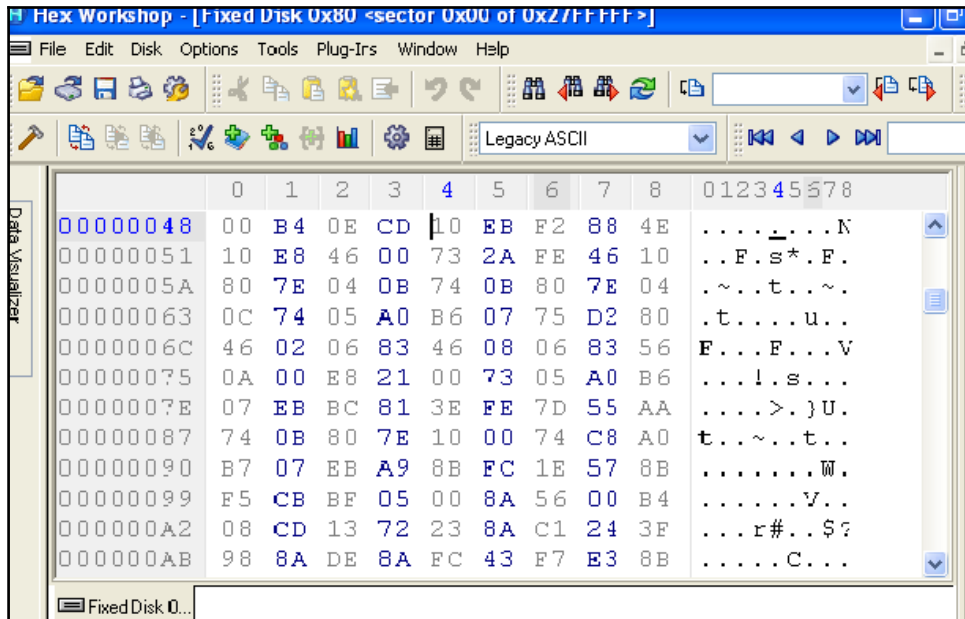 Hex Workshop - [Fixed Disk 0x80 <sector 0x00 of 0x27FFFFF>]
File Edit Disk Options Tools Plug-Ins Window Help
Legacy ASCII
Data Visualizer
0 1 2 3 4 5 6 7 8 012345678
00000048 00 B4 0E CD 10 EB F2 88 4E ........N
00000051 10 E8 46 00 73 2A FE 46 10 ..F.s*.F.
0000005A 80 7E 04 0B 74 0B 80 7E 04 .~..t..~.
00000063 0C 74 05 A0 B6 07 75 D2 80 .t....u..
0000006C 46 02 06 83 46 08 06 83 56 F...F...V
00000075 0A 00 E8 21 00 73 05 A0 B6 ...!.s...
0000007E 07 EB BC 81 3E FE 7D 55 AA ....>.}U.
00000087 74 0B 80 7E 10 00 74 C8 A0 t..~..t..
00000090 B7 07 EB A9 8B FC 1E 57 8B .......W.
00000099 F5 CB BF 05 00 8A 56 00 B4 ......V..
000000A2 08 CD 13 72 23 8A C1 24 3F ...r#..$?
000000AB 98 8A DE 8A FC 43 F7 E3 8B .....C...
Fixed Disk 0...